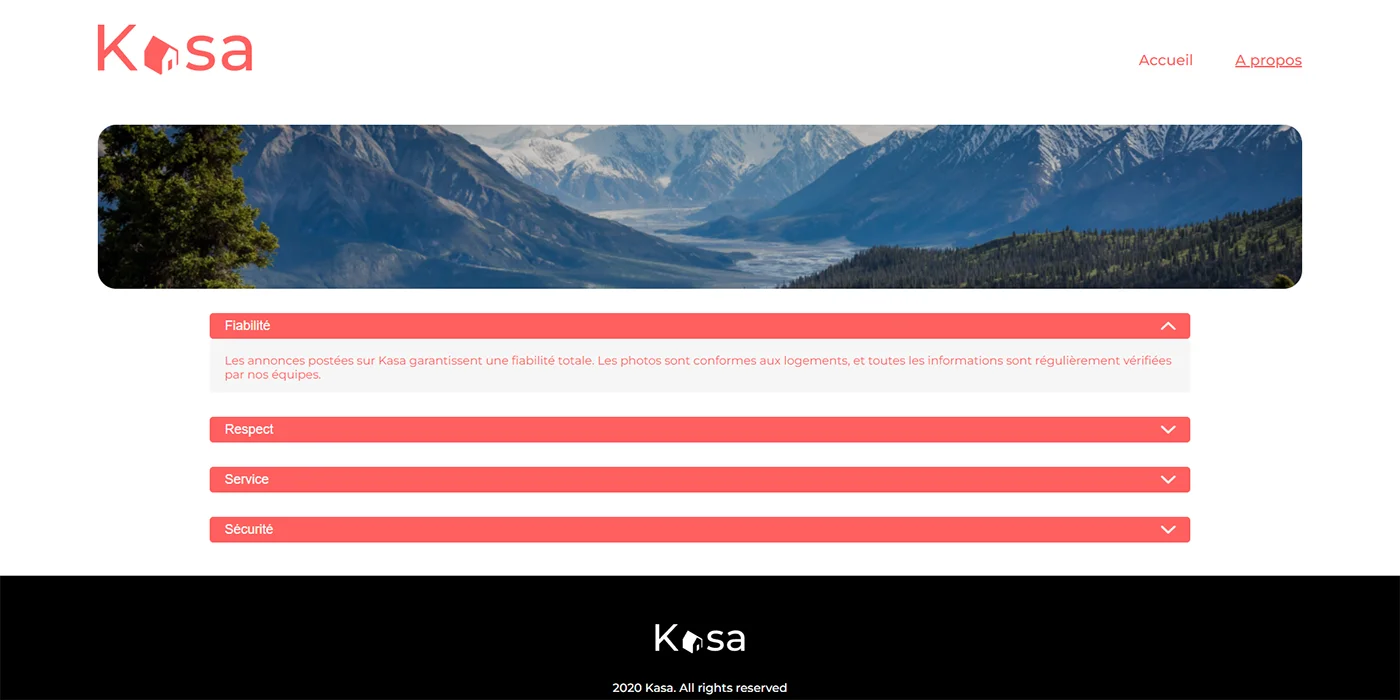 Kasa
Accueil
A propos
Fiabilité
Les annonces postées sur Kasa garantissent une fiabilité totale. Les photos sont conformes aux logements, et toutes les informations sont régulièrement vérifiées
par nos équipes.
Respect
Service
Sécurité
Kasa
2020 Kasa. All rights reserved